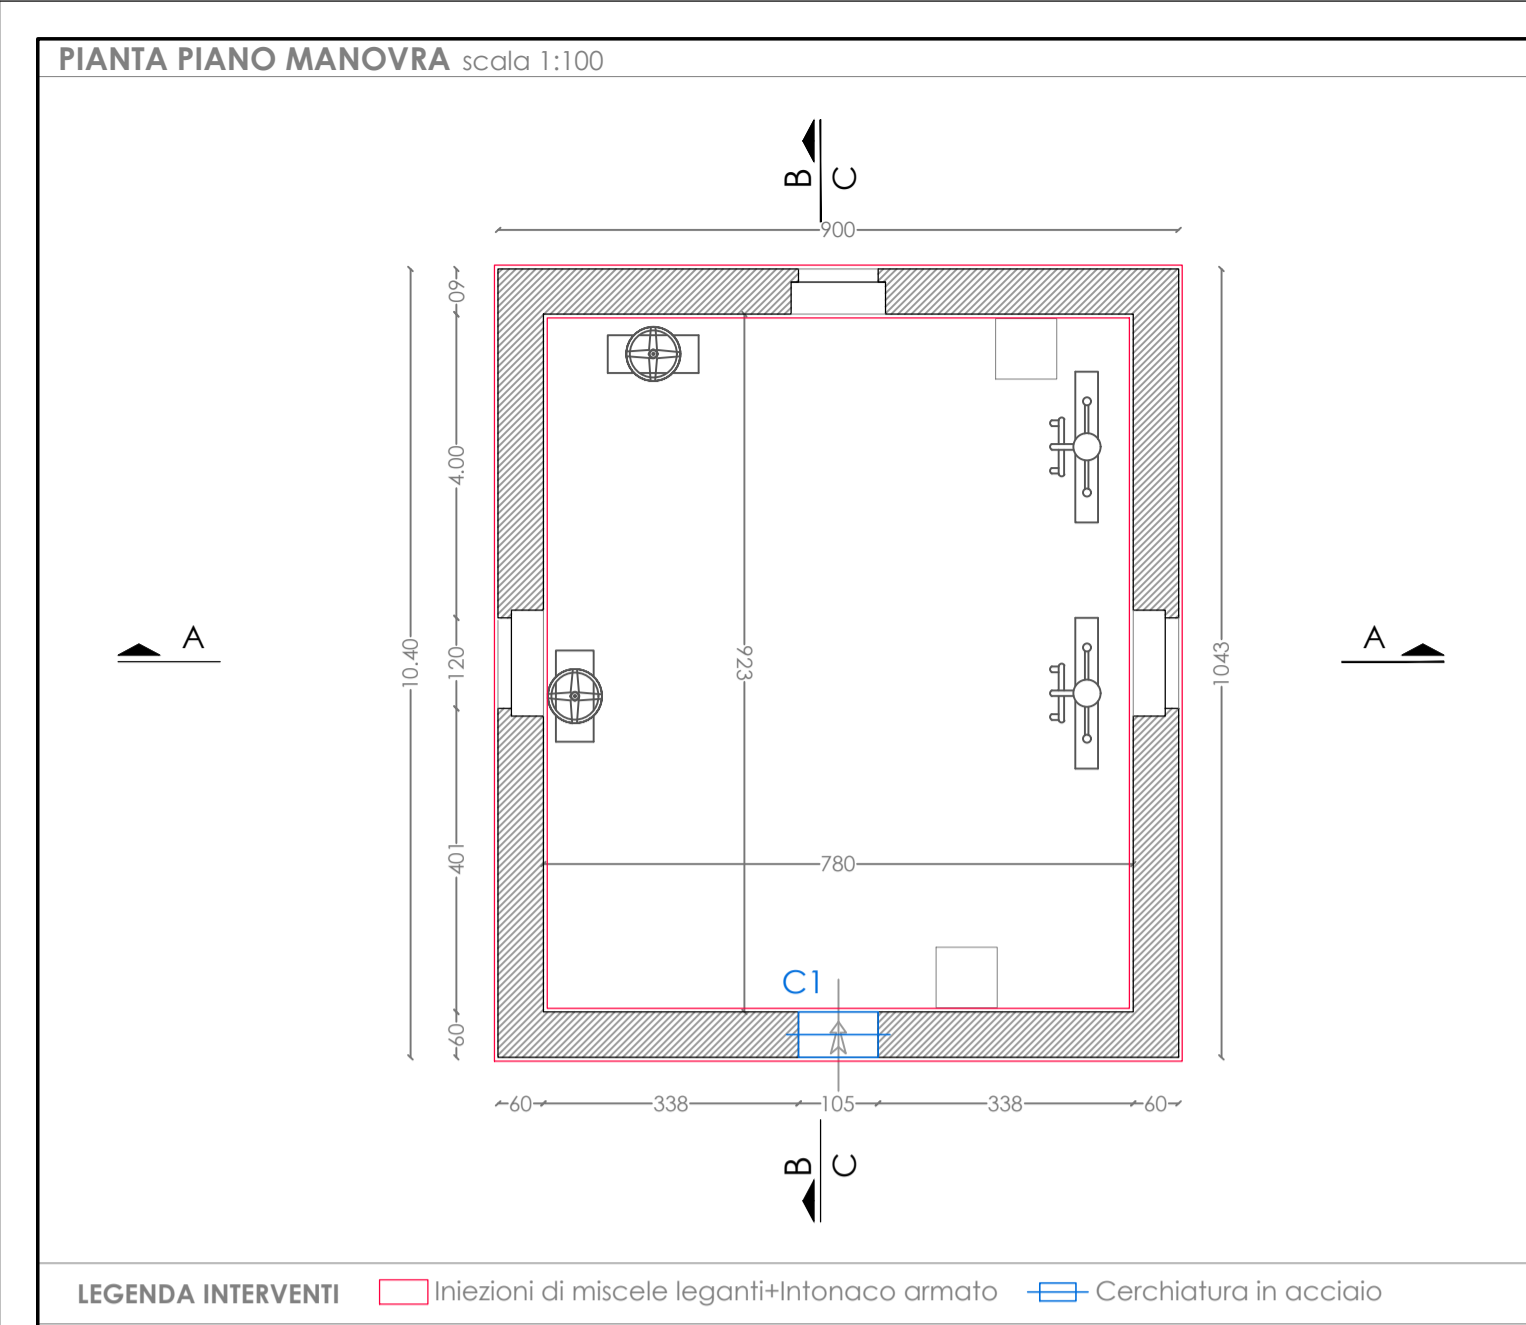 PIANTA PIANO MANOVRA scala 1:100
B C
900
60
4.00
10.40
120
401
60
923
1043
A
A
780
C1
60 338 105 338 60
B C
LEGENDA INTERVENTI Iniezioni di miscele leganti+Intonaco armato Cerchiatura in acciaio